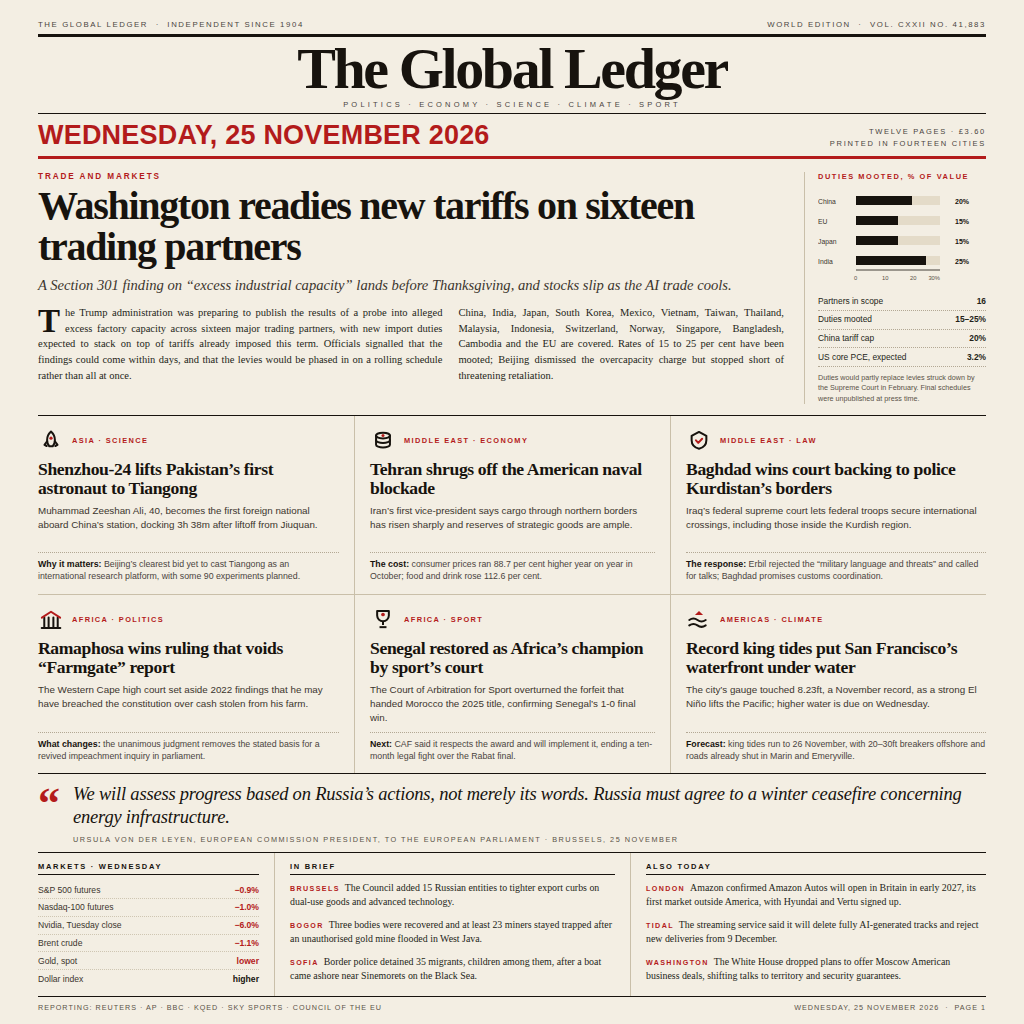 THE GLOBAL LEDGER · INDEPENDENT SINCE 1904
WORLD EDITION · VOL. CXXII NO. 41,883
The Global Ledger
POLITICS · ECONOMY · SCIENCE · CLIMATE · SPORT
WEDNESDAY, 25 NOVEMBER 2026
TWELVE PAGES · £3.60
PRINTED IN FOURTEEN CITIES
TRADE AND MARKETS
Washington readies new tariffs on sixteen
trading partners
A Section 301 finding on “excess industrial capacity” lands before Thanksgiving, and stocks slip as the AI trade cools.
The Trump administration was preparing to publish the results of a probe into alleged
excess factory capacity across sixteen major trading partners, with new import duties
expected to stack on top of tariffs already imposed this term. Officials signalled that the
findings could come within days, and that the levies would be phased in on a rolling schedule
rather than all at once.
China, India, Japan, South Korea, Mexico, Vietnam, Taiwan, Thailand,
Malaysia, Indonesia, Switzerland, Norway, Singapore, Bangladesh,
Cambodia and the EU are covered. Rates of 15 to 25 per cent have been
mooted; Beijing dismissed the overcapacity charge but stopped short of
threatening retaliation.
DUTIES MOOTED, % OF VALUE
China 20%
EU 15%
Japan 15%
India 25%
0 10 20 30%
Partners in scope 16
Duties mooted 15–25%
China tariff cap 20%
US core PCE, expected 3.2%
Duties would partly replace levies struck down by
the Supreme Court in February. Final schedules
were unpublished at press time.
ASIA · SCIENCE
Shenzhou-24 lifts Pakistan’s first
astronaut to Tiangong
Muhammad Zeeshan Ali, 40, becomes the first foreign national
aboard China’s station, docking 3h 38m after liftoff from Jiuquan.
Why it matters: Beijing’s clearest bid yet to cast Tiangong as an
international research platform, with some 90 experiments planned.
MIDDLE EAST · ECONOMY
Tehran shrugs off the American naval
blockade
Iran’s first vice-president says cargo through northern borders
has risen sharply and reserves of strategic goods are ample.
The cost: consumer prices ran 88.7 per cent higher year on year in
October; food and drink rose 112.6 per cent.
MIDDLE EAST · LAW
Baghdad wins court backing to police
Kurdistan’s borders
Iraq’s federal supreme court lets federal troops secure international
crossings, including those inside the Kurdish region.
The response: Erbil rejected the “military language and threats” and called
for talks; Baghdad promises customs coordination.
AFRICA · POLITICS
Ramaphosa wins ruling that voids
“Farmgate” report
The Western Cape high court set aside 2022 findings that he may
have breached the constitution over cash stolen from his farm.
What changes: the unanimous judgment removes the stated basis for a
revived impeachment inquiry in parliament.
AFRICA · SPORT
Senegal restored as Africa’s champion
by sport’s court
The Court of Arbitration for Sport overturned the forfeit that
handed Morocco the 2025 title, confirming Senegal’s 1-0 final
win.
Next: CAF said it respects the award and will implement it, ending a ten-
month legal fight over the Rabat final.
AMERICAS · CLIMATE
Record king tides put San Francisco’s
waterfront under water
The city’s gauge touched 8.23ft, a November record, as a strong El
Niño lifts the Pacific; higher water is due on Wednesday.
Forecast: king tides run to 26 November, with 20–30ft breakers offshore and
roads already shut in Marin and Emeryville.
“ We will assess progress based on Russia’s actions, not merely its words. Russia must agree to a winter ceasefire concerning
energy infrastructure.
URSULA VON DER LEYEN, EUROPEAN COMMISSION PRESIDENT, TO THE EUROPEAN PARLIAMENT · BRUSSELS, 25 NOVEMBER
MARKETS · WEDNESDAY
S&P 500 futures –0.9%
Nasdaq-100 futures –1.0%
Nvidia, Tuesday close –6.0%
Brent crude –1.1%
Gold, spot lower
Dollar index higher
IN BRIEF
BRUSSELS The Council added 15 Russian entities to tighter export curbs on
dual-use goods and advanced technology.
BOGOR Three bodies were recovered and at least 23 miners stayed trapped after
an unauthorised gold mine flooded in West Java.
SOFIA Border police detained 35 migrants, children among them, after a boat
came ashore near Sinemorets on the Black Sea.
ALSO TODAY
LONDON Amazon confirmed Amazon Autos will open in Britain in early 2027, its
first market outside America, with Hyundai and Vertu signed up.
TIDAL The streaming service said it will delete fully AI-generated tracks and reject
new deliveries from 9 December.
WASHINGTON The White House dropped plans to offer Moscow American
business deals, shifting talks to territory and security guarantees.
REPORTING: REUTERS · AP · BBC · KQED · SKY SPORTS · COUNCIL OF THE EU
WEDNESDAY, 25 NOVEMBER 2026 · PAGE 1